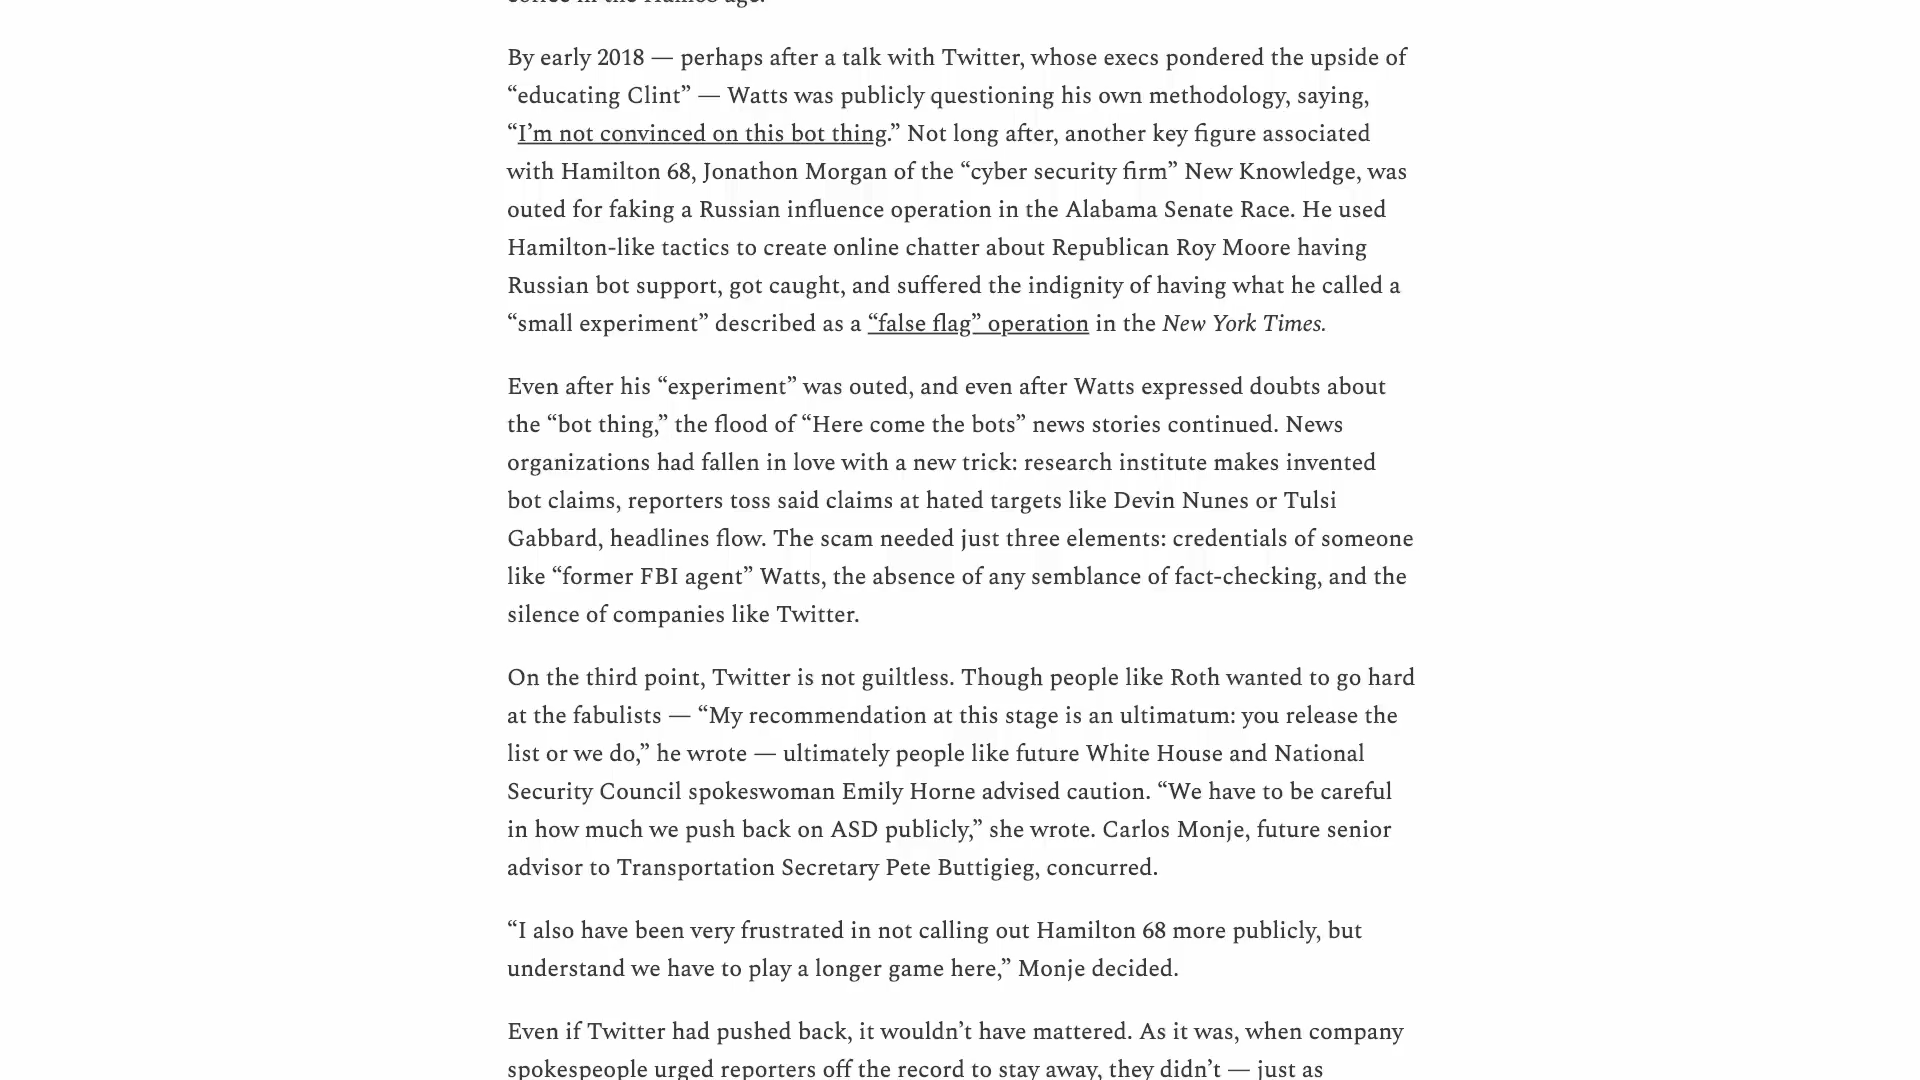 coffee in the Hamos age.
By early 2018 — perhaps after a talk with Twitter, whose execs pondered the upside of
“educating Clint” — Watts was publicly questioning his own methodology, saying,
“I’m not convinced on this bot thing.” Not long after, another key figure associated
with Hamilton 68, Jonathon Morgan of the “cyber security firm” New Knowledge, was
outed for faking a Russian influence operation in the Alabama Senate Race. He used
Hamilton-like tactics to create online chatter about Republican Roy Moore having
Russian bot support, got caught, and suffered the indignity of having what he called a
“small experiment” described as a “false flag” operation in the New York Times.
Even after his “experiment” was outed, and even after Watts expressed doubts about
the “bot thing,” the flood of “Here come the bots” news stories continued. News
organizations had fallen in love with a new trick: research institute makes invented
bot claims, reporters toss said claims at hated targets like Devin Nunes or Tulsi
Gabbard, headlines flow. The scam needed just three elements: credentials of someone
like “former FBI agent” Watts, the absence of any semblance of fact-checking, and the
silence of companies like Twitter.
On the third point, Twitter is not guiltless. Though people like Roth wanted to go hard
at the fabulists — “My recommendation at this stage is an ultimatum: you release the
list or we do,” he wrote — ultimately people like future White House and National
Security Council spokeswoman Emily Horne advised caution. “We have to be careful
in how much we push back on ASD publicly,” she wrote. Carlos Monje, future senior
advisor to Transportation Secretary Pete Buttigieg, concurred.
“I also have been very frustrated in not calling out Hamilton 68 more publicly, but
understand we have to play a longer game here,” Monje decided.
Even if Twitter had pushed back, it wouldn’t have mattered. As it was, when company
spokespeople urged reporters off the record to stay away, they didn’t — just as